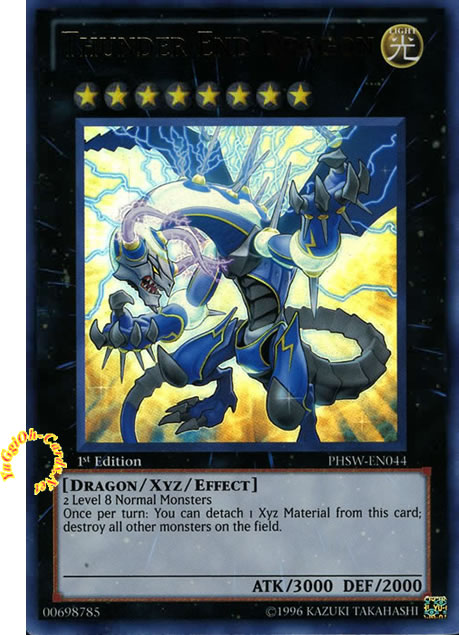 THUNDER END DRAGON
LIGHT
光
1st Edition
PHSW-EN044
[DRAGON/XYZ/EFFECT]
2 Level 8 Normal Monsters
Once per turn: You can detach 1 Xyz Material from this card;
destroy all other monsters on the field.
ATK/3000 DEF/2000
00698785
©1996 KAZUKI TAKAHASHI
YuGgiOh-Cards.Net